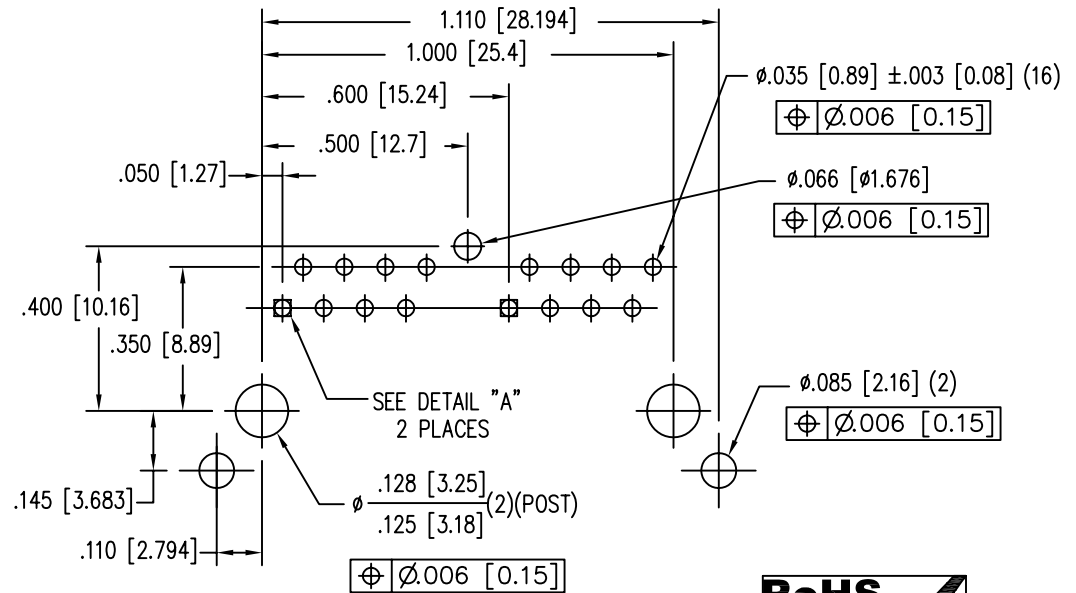 1.110 [28.194]
1.000 [25.4]
.600 [15.24]
.500 [12.7]
.050 [1.27]
ø.035 [0.89] ±.003 [0.08] (16)
⌖ Ø.006 [0.15]
ø.066 [ø1.676]
⌖ Ø.006 [0.15]
.400 [10.16]
.350 [8.89]
SEE DETAIL "A"
2 PLACES
ø.085 [2.16] (2)
⌖ Ø.006 [0.15]
.145 [3.683]
ø .128 [3.25]
.125 [3.18] (2)(POST)
.110 [2.794]
⌖ Ø.006 [0.15]
RoHS